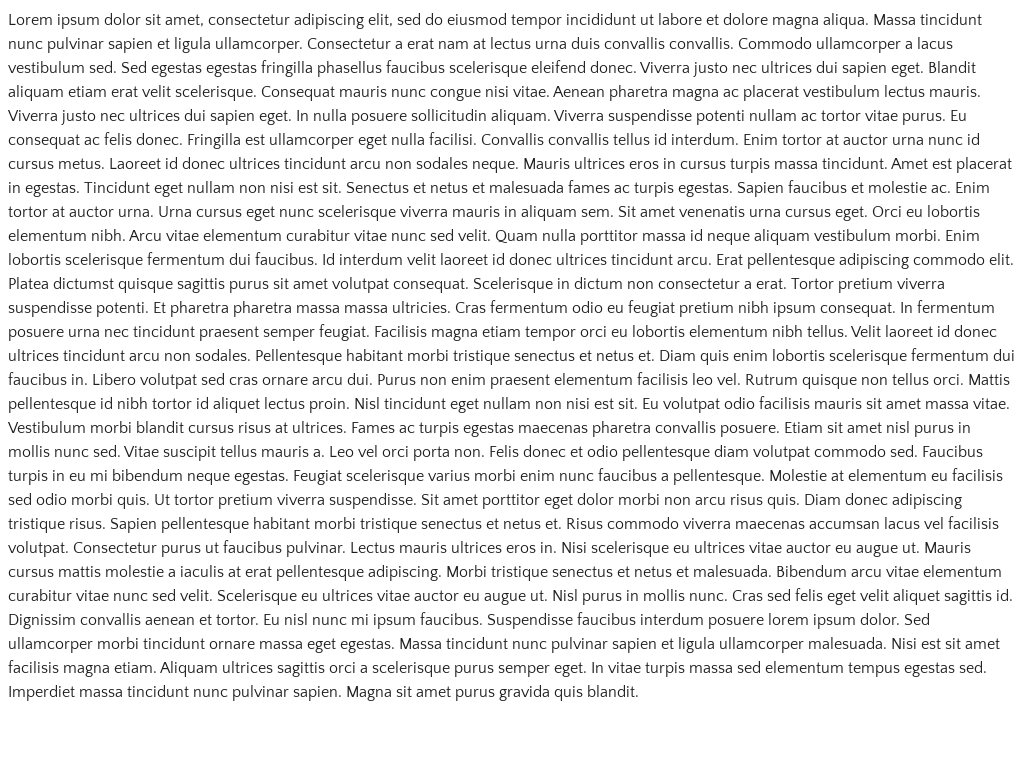 Lorem ipsum dolor sit amet, consectetur adipiscing elit, sed do eiusmod tempor incididunt ut labore et dolore magna aliqua. Massa tincidunt
nunc pulvinar sapien et ligula ullamcorper. Consectetur a erat nam at lectus urna duis convallis convallis. Commodo ullamcorper a lacus
vestibulum sed. Sed egestas egestas fringilla phasellus faucibus scelerisque eleifend donec. Viverra justo nec ultrices dui sapien eget. Blandit
aliquam etiam erat velit scelerisque. Consequat mauris nunc congue nisi vitae. Aenean pharetra magna ac placerat vestibulum lectus mauris.
Viverra justo nec ultrices dui sapien eget. In nulla posuere sollicitudin aliquam. Viverra suspendisse potenti nullam ac tortor vitae purus. Eu
consequat ac felis donec. Fringilla est ullamcorper eget nulla facilisi. Convallis convallis tellus id interdum. Enim tortor at auctor urna nunc id
cursus metus. Laoreet id donec ultrices tincidunt arcu non sodales neque. Mauris ultrices eros in cursus turpis massa tincidunt. Amet est placerat
in egestas. Tincidunt eget nullam non nisi est sit. Senectus et netus et malesuada fames ac turpis egestas. Sapien faucibus et molestie ac. Enim
tortor at auctor urna. Urna cursus eget nunc scelerisque viverra mauris in aliquam sem. Sit amet venenatis urna cursus eget. Orci eu lobortis
elementum nibh. Arcu vitae elementum curabitur vitae nunc sed velit. Quam nulla porttitor massa id neque aliquam vestibulum morbi. Enim
lobortis scelerisque fermentum dui faucibus. Id interdum velit laoreet id donec ultrices tincidunt arcu. Erat pellentesque adipiscing commodo elit.
Platea dictumst quisque sagittis purus sit amet volutpat consequat. Scelerisque in dictum non consectetur a erat. Tortor pretium viverra
suspendisse potenti. Et pharetra pharetra massa massa ultricies. Cras fermentum odio eu feugiat pretium nibh ipsum consequat. In fermentum
posuere urna nec tincidunt praesent semper feugiat. Facilisis magna etiam tempor orci eu lobortis elementum nibh tellus. Velit laoreet id donec
ultrices tincidunt arcu non sodales. Pellentesque habitant morbi tristique senectus et netus et. Diam quis enim lobortis scelerisque fermentum dui
faucibus in. Libero volutpat sed cras ornare arcu dui. Purus non enim praesent elementum facilisis leo vel. Rutrum quisque non tellus orci. Mattis
pellentesque id nibh tortor id aliquet lectus proin. Nisl tincidunt eget nullam non nisi est sit. Eu volutpat odio facilisis mauris sit amet massa vitae.
Vestibulum morbi blandit cursus risus at ultrices. Fames ac turpis egestas maecenas pharetra convallis posuere. Etiam sit amet nisl purus in
mollis nunc sed. Vitae suscipit tellus mauris a. Leo vel orci porta non. Felis donec et odio pellentesque diam volutpat commodo sed. Faucibus
turpis in eu mi bibendum neque egestas. Feugiat scelerisque varius morbi enim nunc faucibus a pellentesque. Molestie at elementum eu facilisis
sed odio morbi quis. Ut tortor pretium viverra suspendisse. Sit amet porttitor eget dolor morbi non arcu risus quis. Diam donec adipiscing
tristique risus. Sapien pellentesque habitant morbi tristique senectus et netus et. Risus commodo viverra maecenas accumsan lacus vel facilisis
volutpat. Consectetur purus ut faucibus pulvinar. Lectus mauris ultrices eros in. Nisi scelerisque eu ultrices vitae auctor eu augue ut. Mauris
cursus mattis molestie a iaculis at erat pellentesque adipiscing. Morbi tristique senectus et netus et malesuada. Bibendum arcu vitae elementum
curabitur vitae nunc sed velit. Scelerisque eu ultrices vitae auctor eu augue ut. Nisl purus in mollis nunc. Cras sed felis eget velit aliquet sagittis id.
Dignissim convallis aenean et tortor. Eu nisl nunc mi ipsum faucibus. Suspendisse faucibus interdum posuere lorem ipsum dolor. Sed
ullamcorper morbi tincidunt ornare massa eget egestas. Massa tincidunt nunc pulvinar sapien et ligula ullamcorper malesuada. Nisi est sit amet
facilisis magna etiam. Aliquam ultrices sagittis orci a scelerisque purus semper eget. In vitae turpis massa sed elementum tempus egestas sed.
Imperdiet massa tincidunt nunc pulvinar sapien. Magna sit amet purus gravida quis blandit.